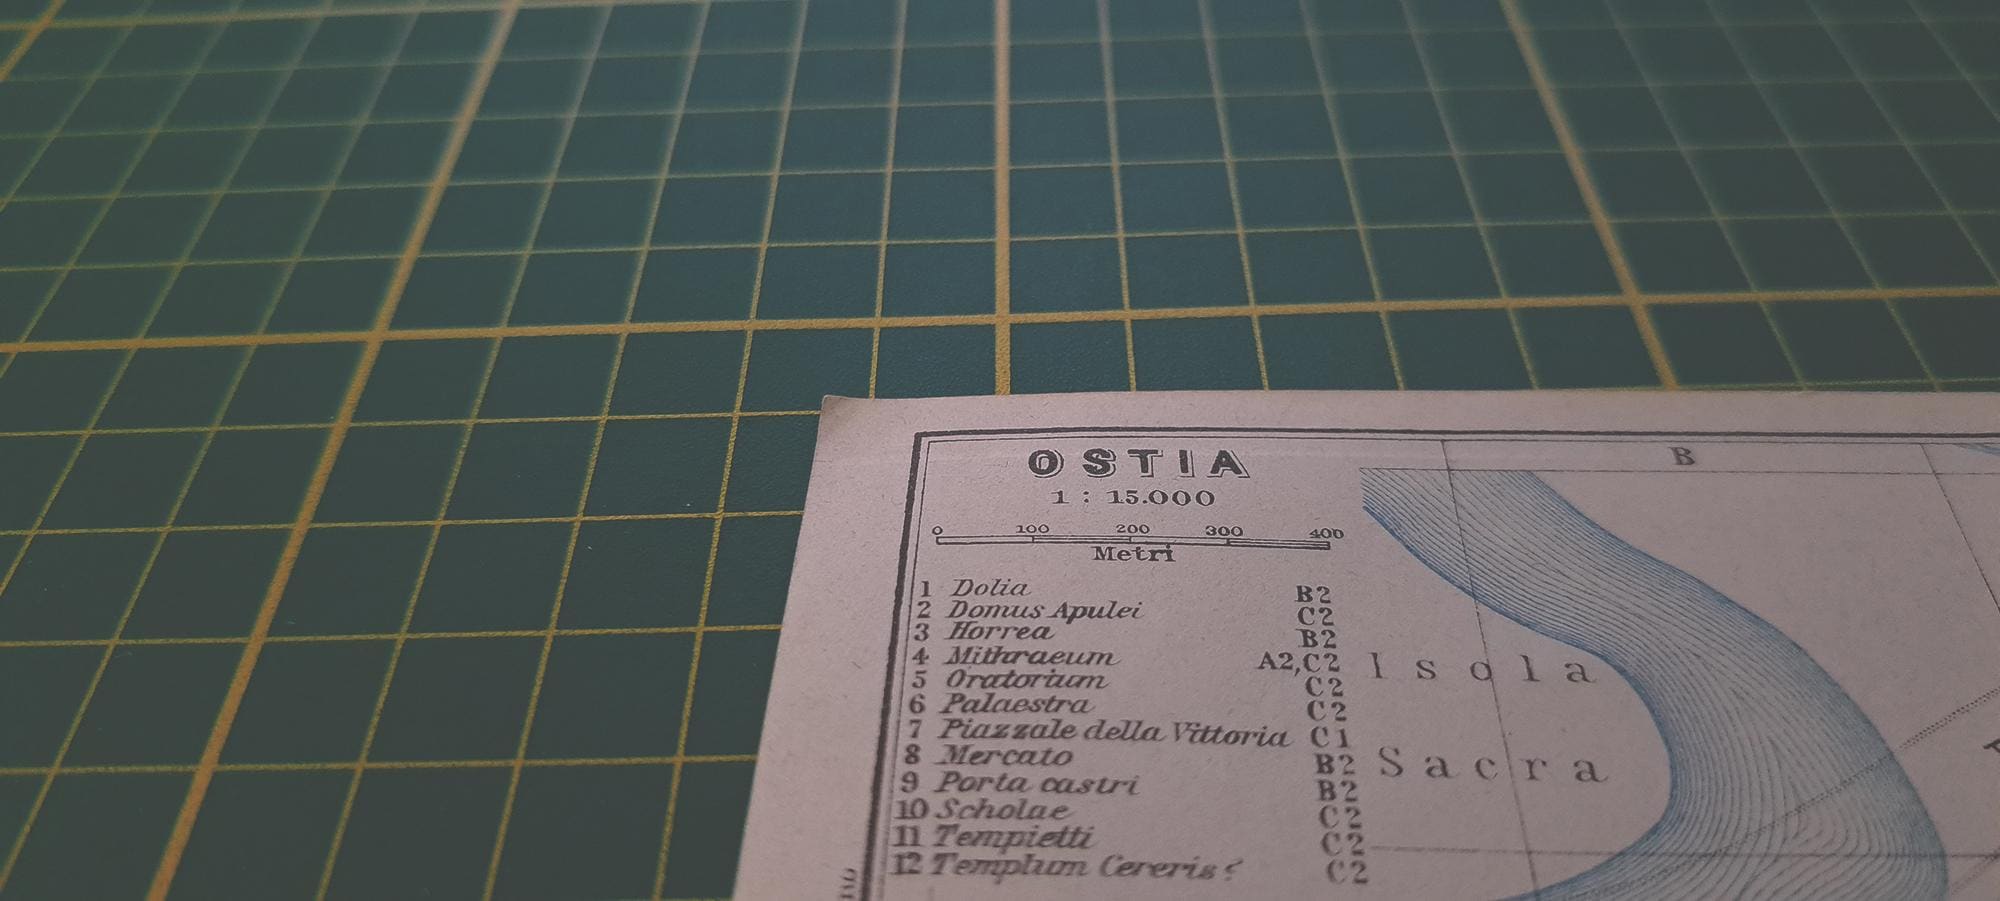 OSTIA
1 : 15.000
0 100 200 300 400
Metri
1 Dolia B2
2 Domus Apulei C2
3 Horrea B2
4 Mithraeum A2,C2
5 Oratorium C2
6 Palaestra C2
7 Piazzale della Vittoria C1
8 Mercato B2
9 Porta castri B2
10 Scholae C2
11 Tempietti C2
12 Templum Cereris? C2
B
Isola
Sacra